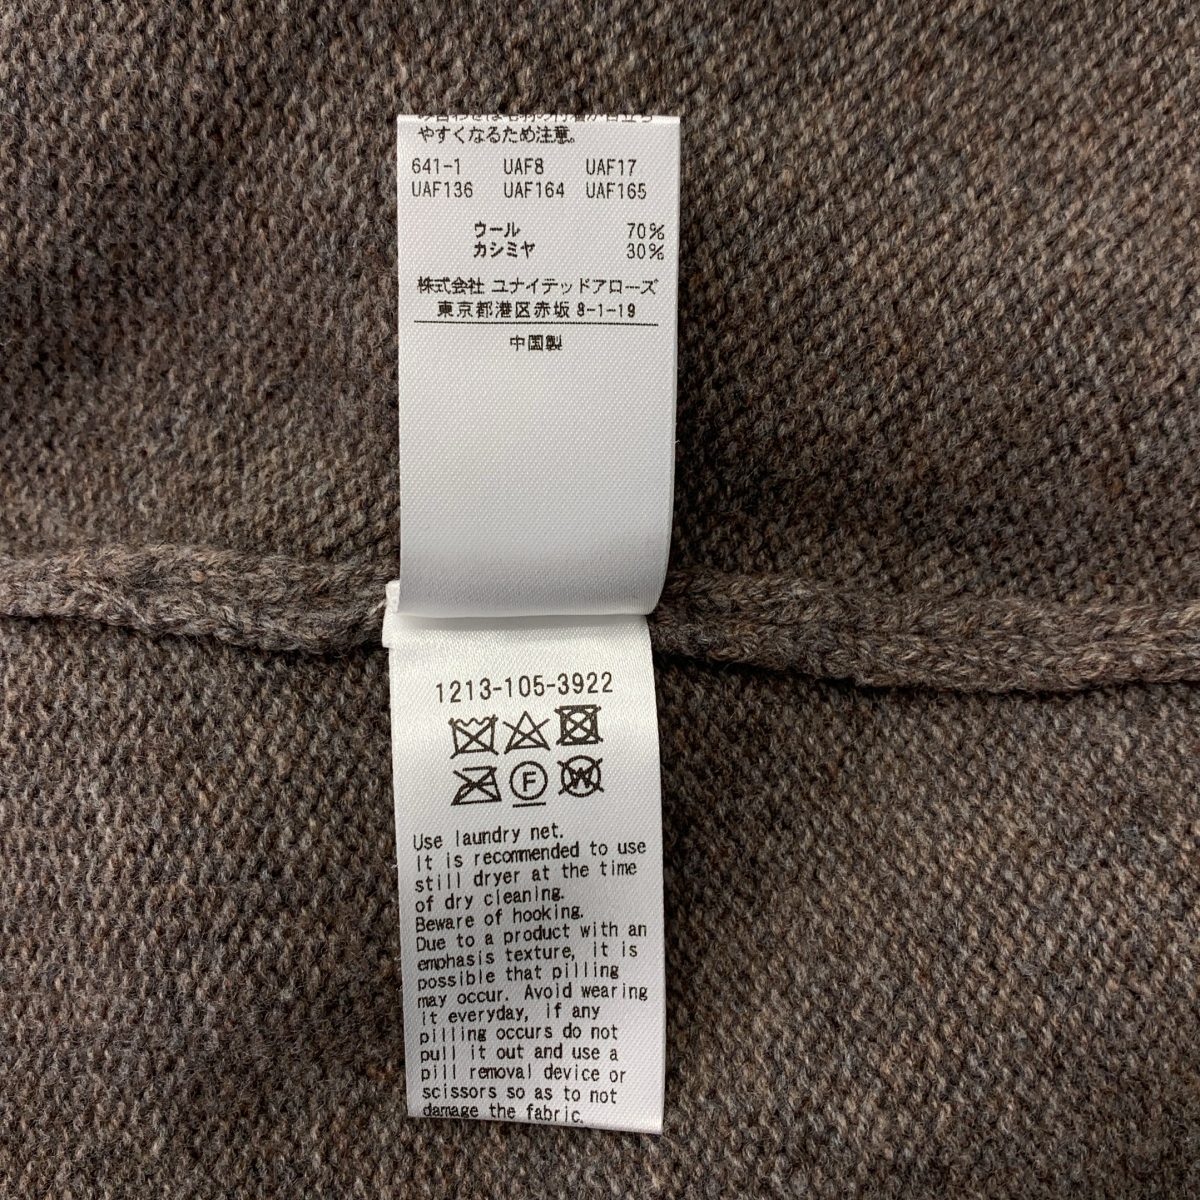 やすくなるため注意。
641-1 UAF8 UAF17
UAF136 UAF164 UAF165
ウール 70%
カシミヤ 30%
株式会社 ユナイテッドアローズ
東京都港区赤坂 8-1-19
中国製
1213-105-3922
F W
Use laundry net.
It is recommended to use
still dryer at the time
of dry cleaning.
Beware of hooking.
Due to a product with an
emphasis texture, it is
possible that pilling
may occur. Avoid wearing
it everyday, if any
pilling occurs do not
pull it out and use a
pill removal device or
scissors so as to not
damage the fabric.